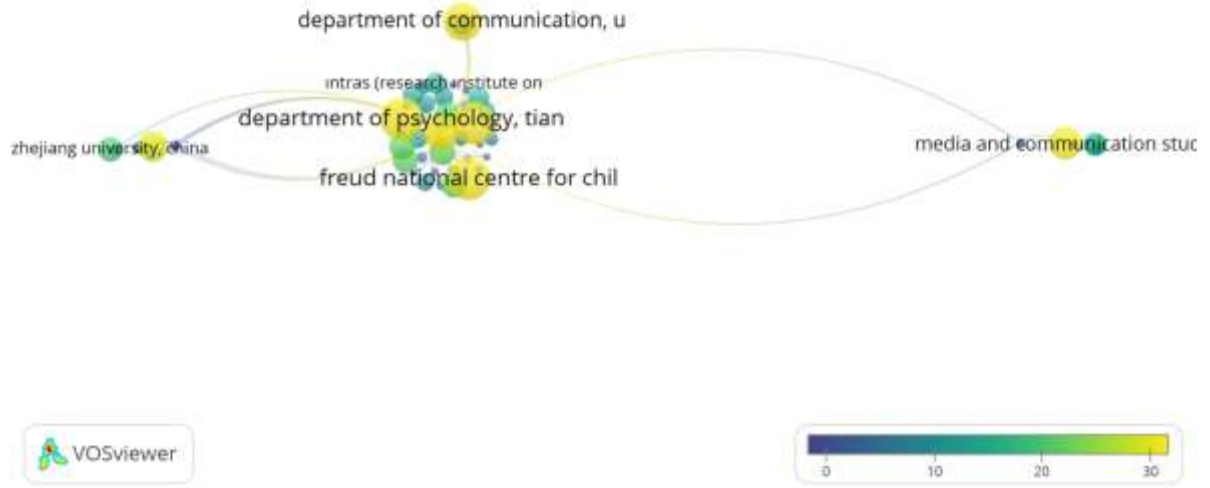 department of communication, u
intras (research institute on
department of psychology, tian
zhejiang university, china
media and communication stud
freud national centre for chil
VOSviewer
0 10 20 30